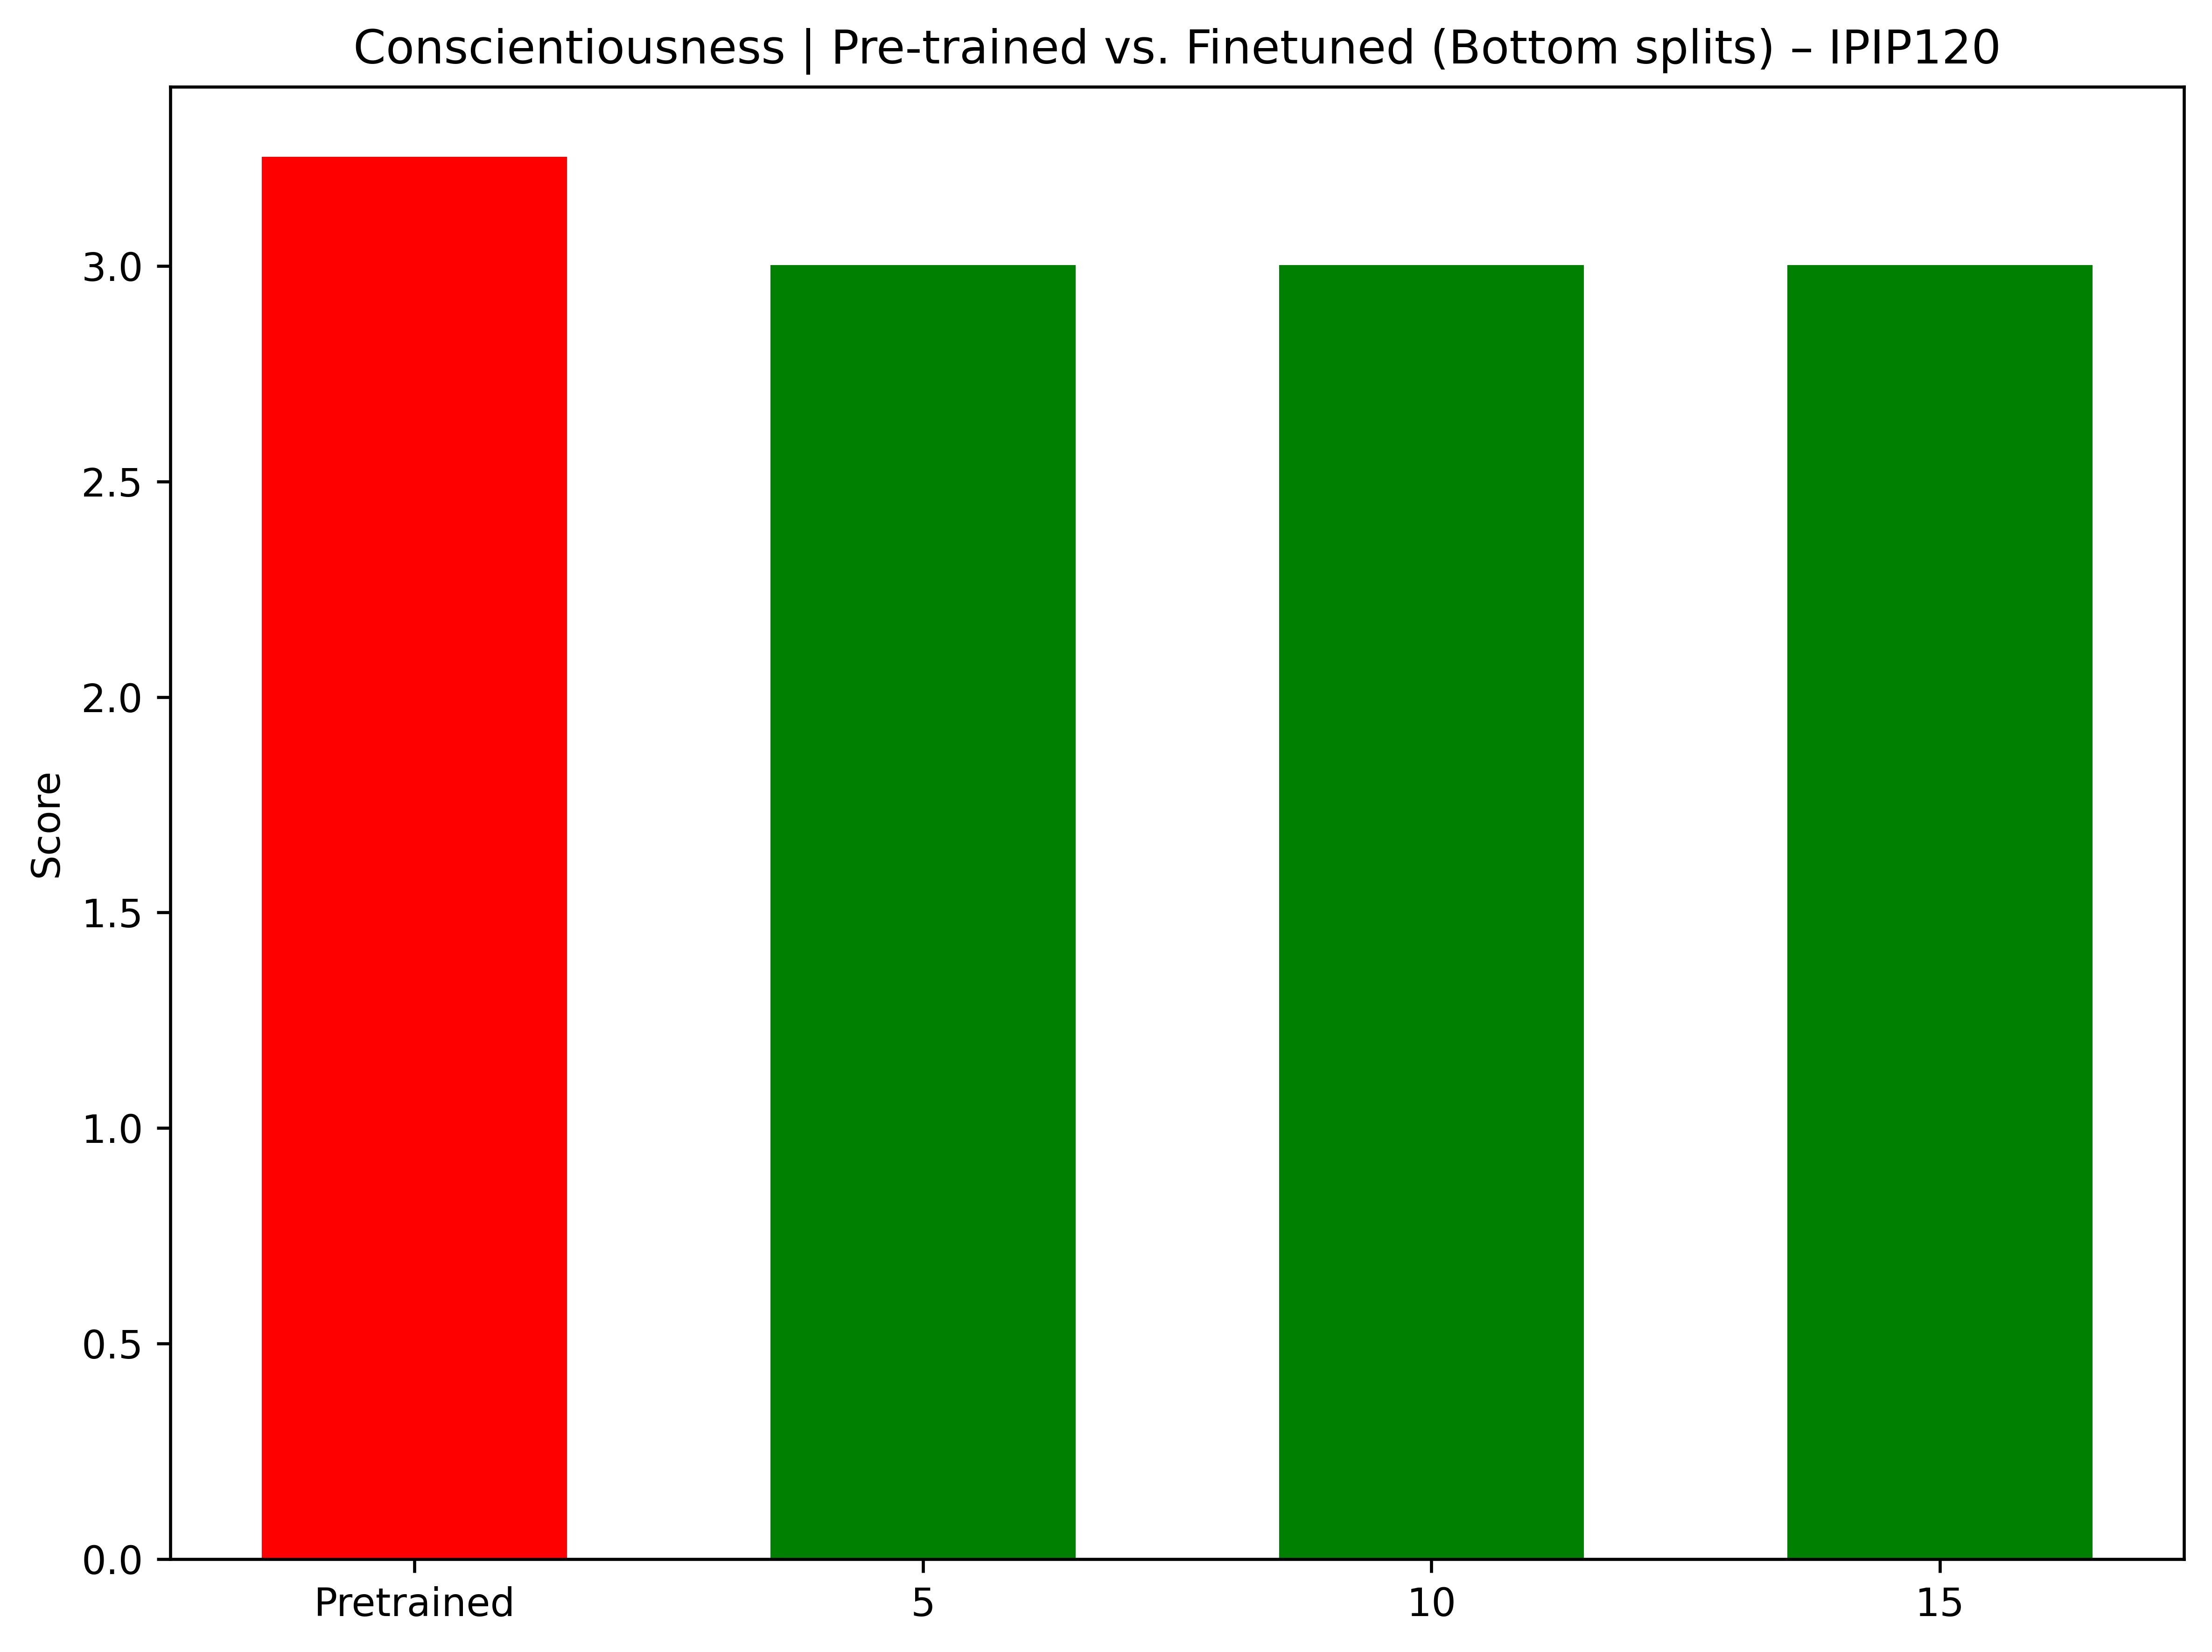 Conscientiousness | Pre-trained vs. Finetuned (Bottom splits) – IPIP120
Score
3.0
2.5
2.0
1.5
1.0
0.5
0.0
Pretrained 5 10 15